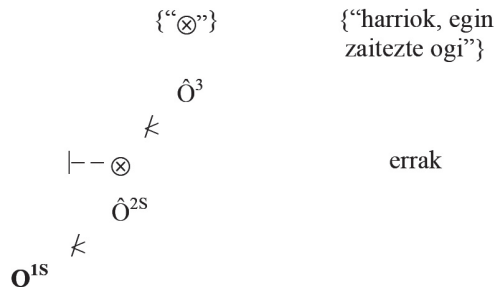 {“⊗”} {“harriok, egin
zaitezte ogi”}
Ô³
⊀
|– – ⊗ errak
Ô²ˢ
⊀
O¹ˢ